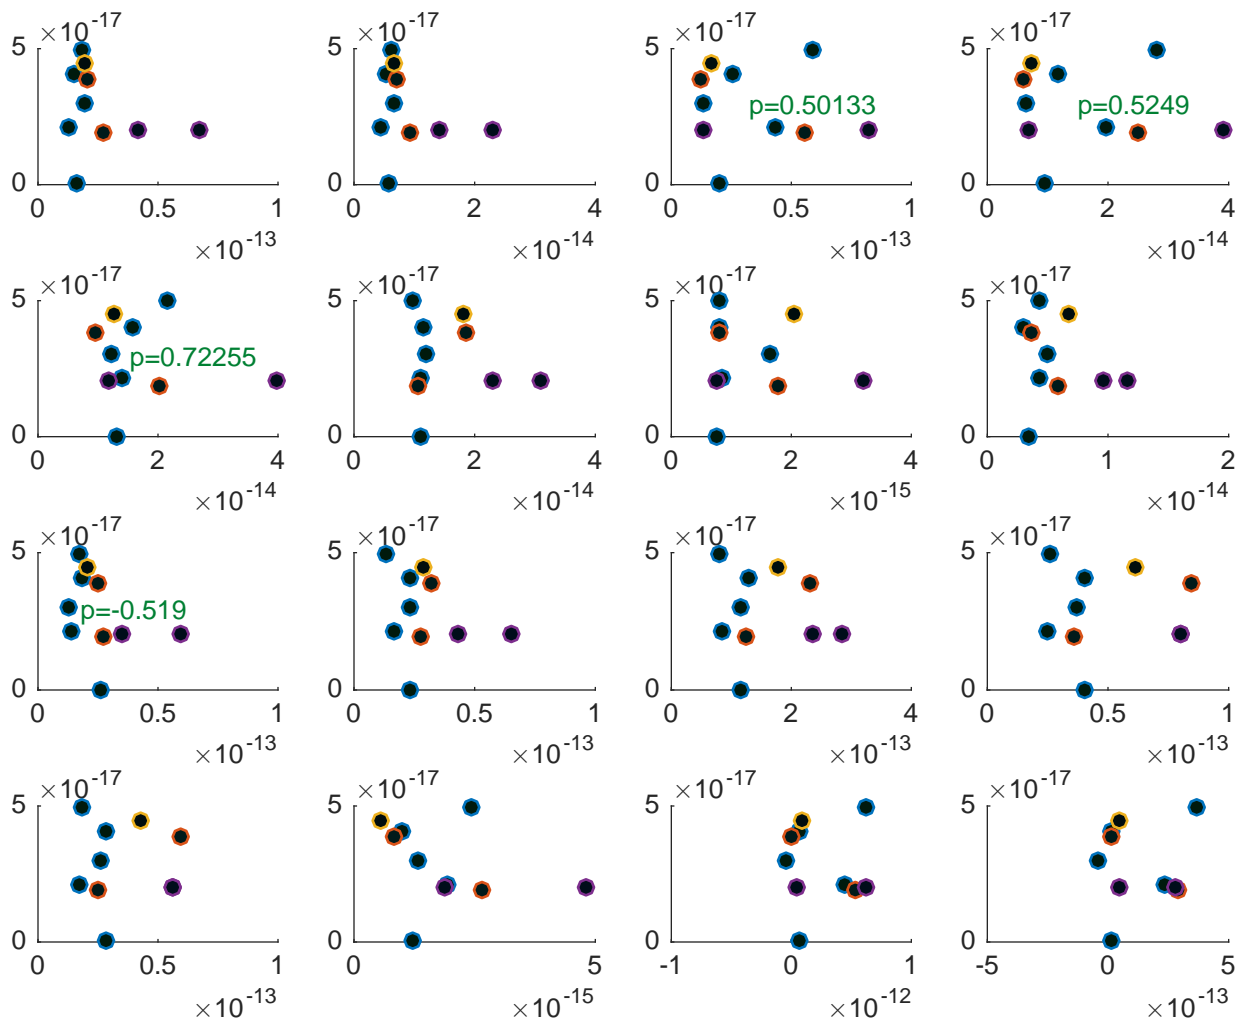 ×10-17 ×10-17 ×10-17 ×10-17
5 5 5 5
p=0.50133 p=0.5249
0 0 0 0
0 0.5 1 0 2 4 0 0.5 1 0 2 4
×10-13 ×10-14 ×10-13 ×10-14
×10-17 ×10-17 ×10-17 ×10-17
5 5 5 5
p=0.72255
0 0 0 0
0 2 4 0 2 4 0 2 4 0 1 2
×10-14 ×10-14 ×10-15 ×10-14
×10-17 ×10-17 ×10-17 ×10-17
5 5 5 5
p=-0.519
0 0 0 0
0 0.5 1 0 0.5 1 0 2 4 0 0.5 1
×10-13 ×10-13 ×10-13 ×10-13
×10-17 ×10-17 ×10-17 ×10-17
5 5 5 5
0 0 0 0
0 0.5 1 0 5 -1 0 1 -5 0 5
×10-13 ×10-15 ×10-12 ×10-13